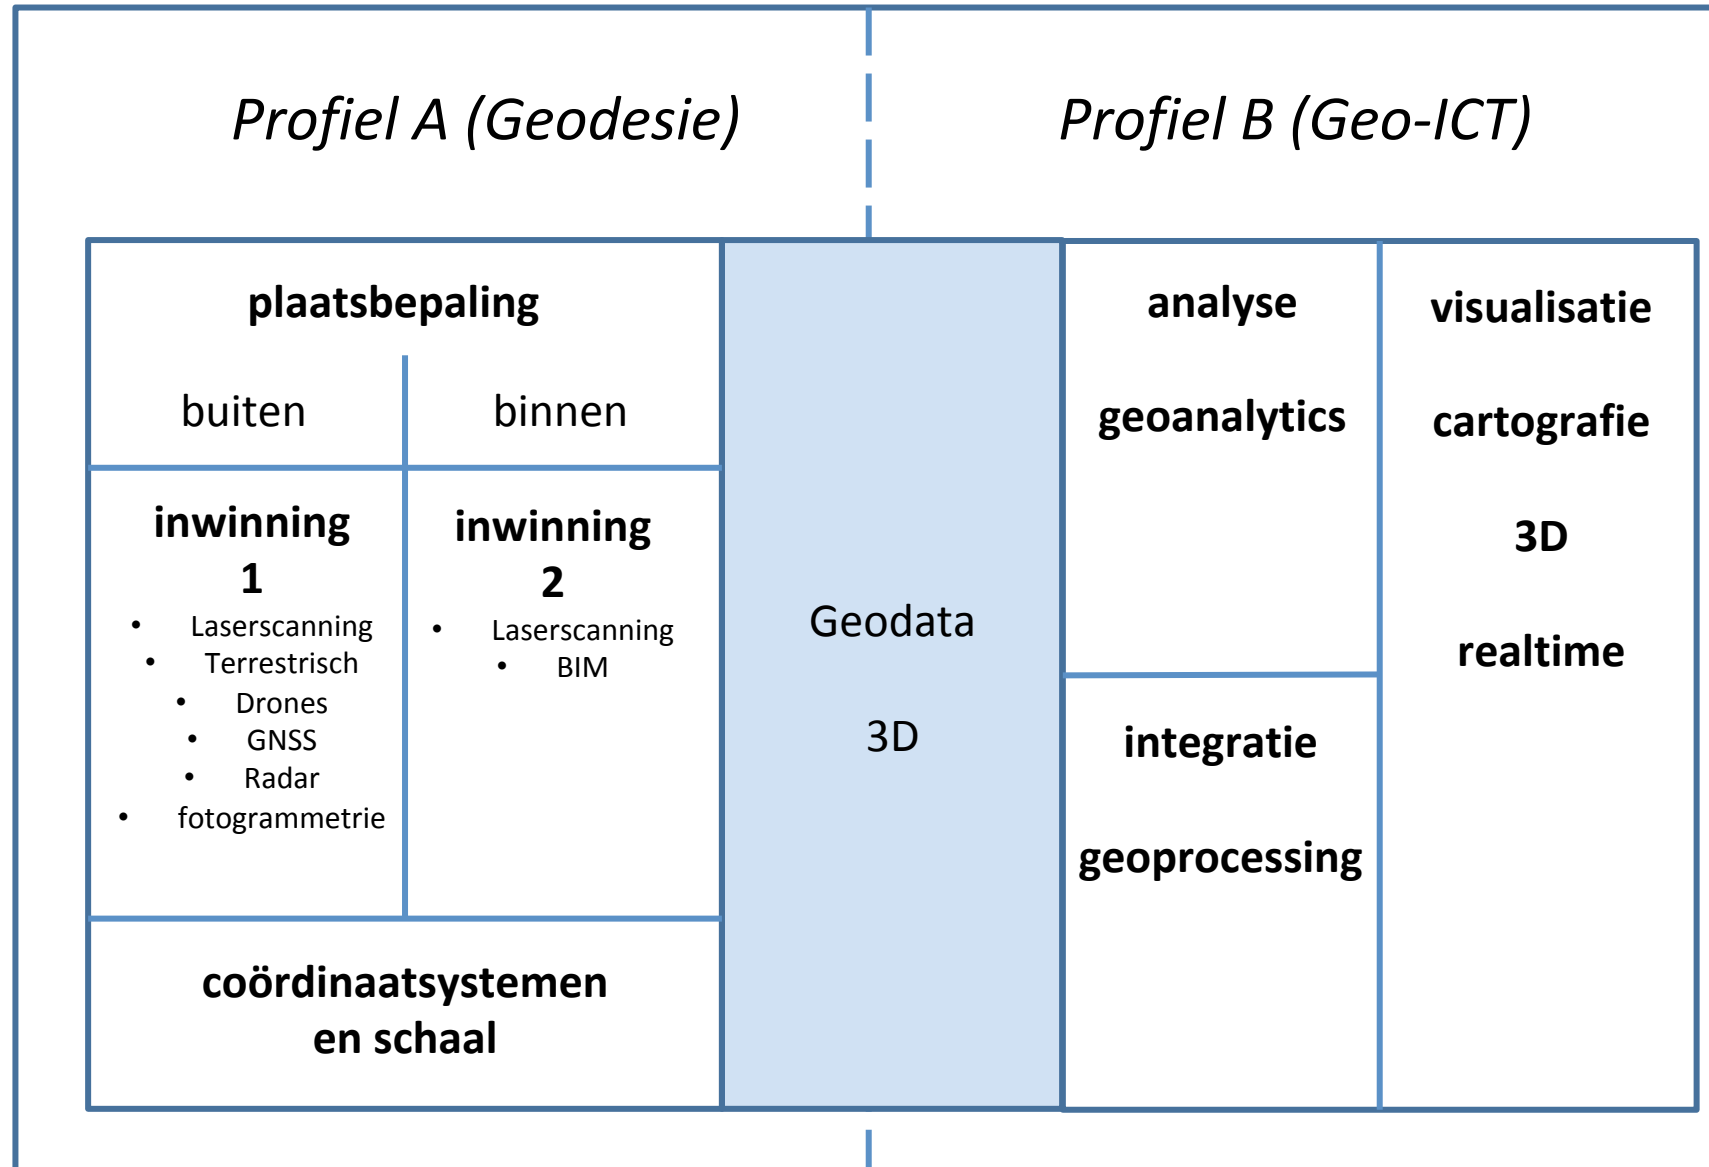 Profiel A (Geodesie)
Profiel B (Geo-ICT)
plaatsbepaling
buiten
binnen
inwinning
1
• Laserscanning
• Terrestrisch
• Drones
• GNSS
• Radar
• fotogrammetrie
inwinning
2
• Laserscanning
• BIM
coördinaatsystemen
en schaal
Geodata
3D
analyse
geoanalytics
integratie
geoprocessing
visualisatie
cartografie
3D
realtime